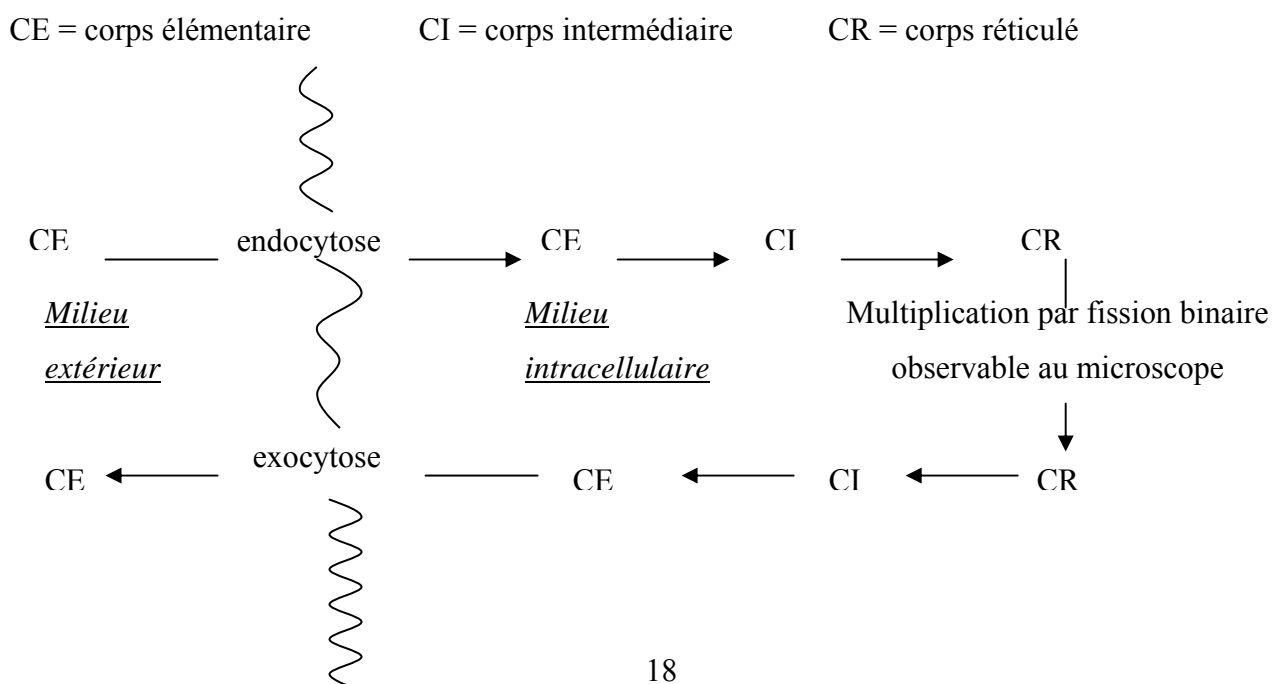 CE = corps élémentaire CI = corps intermédiaire CR = corps réticulé
CE endocytose CE CI CR
Milieu Milieu Multiplication par fission binaire
extérieur intracellulaire observable au microscope
exocytose
CE CE CI CR
18